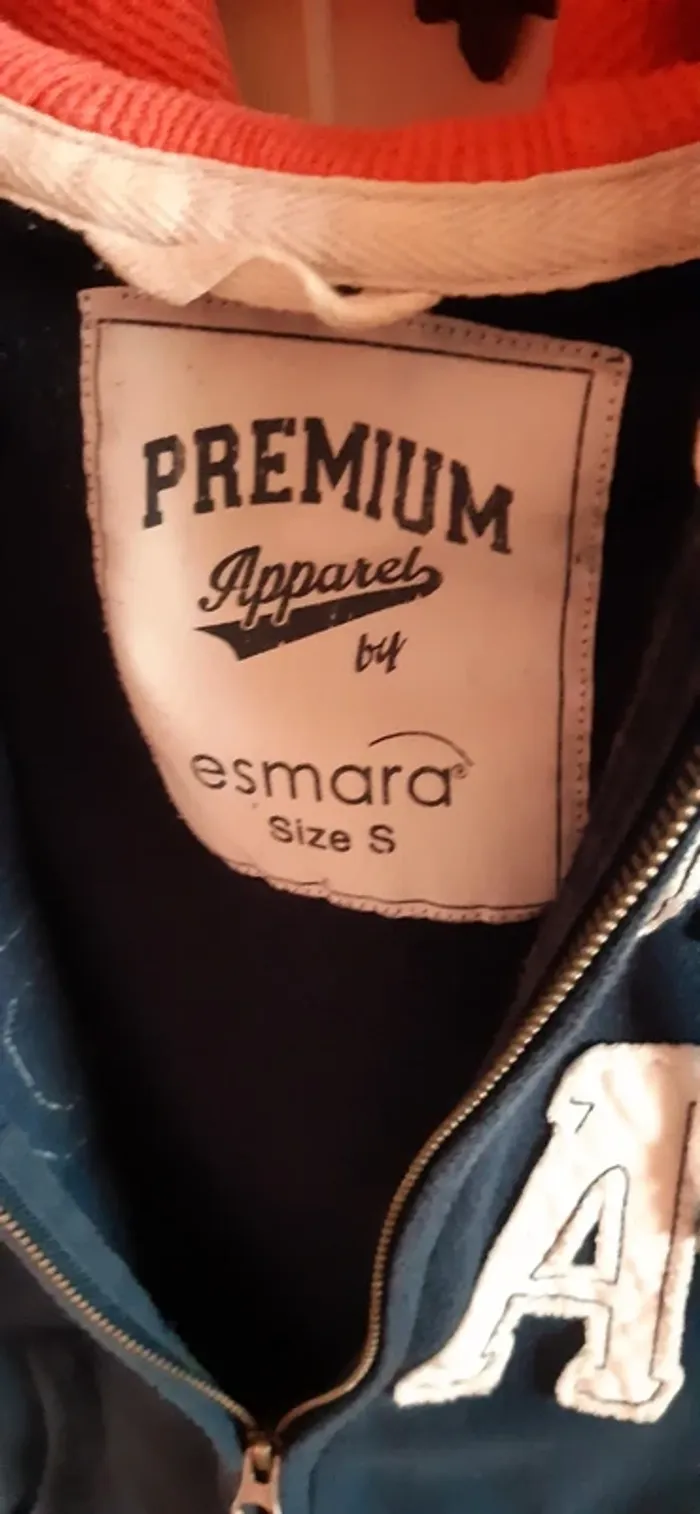 PREMIUM
Apparel
by
esmara®
Size S
A